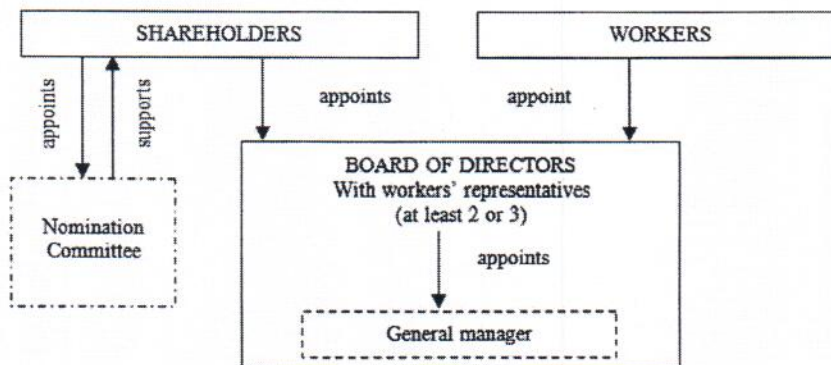 SHAREHOLDERS
WORKERS
appoints
supports
appoints
appoint
BOARD OF DIRECTORS
With workers' representatives
(at least 2 or 3)
Nomination
Committee
appoints
General manager